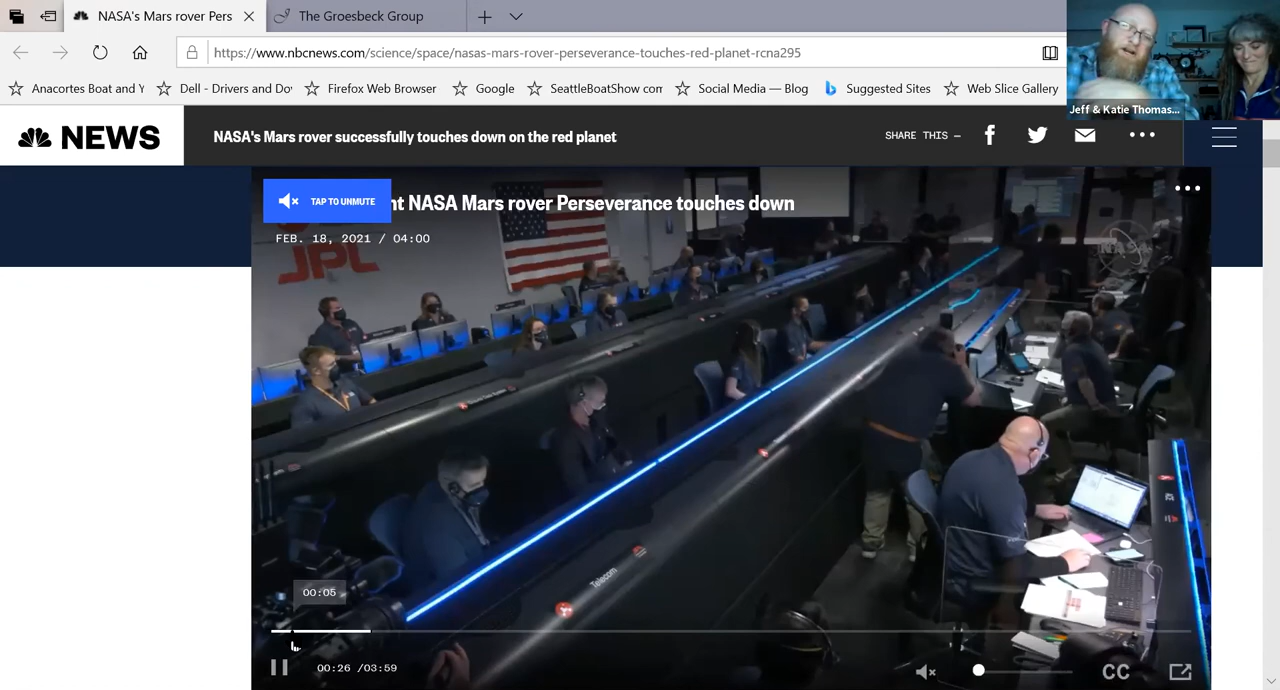 NASA's Mars rover Pers
The Groesbeck Group
https://www.nbcnews.com/science/space/nasas-mars-rover-perseverance-touches-red-planet-rcna295
Anacortes Boat and Y
Dell - Drivers and Do
Firefox Web Browser
Google
SeattleBoatShow com
Social Media — Blog
Suggested Sites
Web Slice Gallery
Jeff & Katie Thomas...
NEWS
NASA's Mars rover successfully touches down on the red planet
SHARE THIS —
TAP TO UNMUTE
nt NASA Mars rover Perseverance touches down
FEB. 18, 2021 / 04:00
JPL
NASA
Telecom
00:05
00:26 /03:59
CC